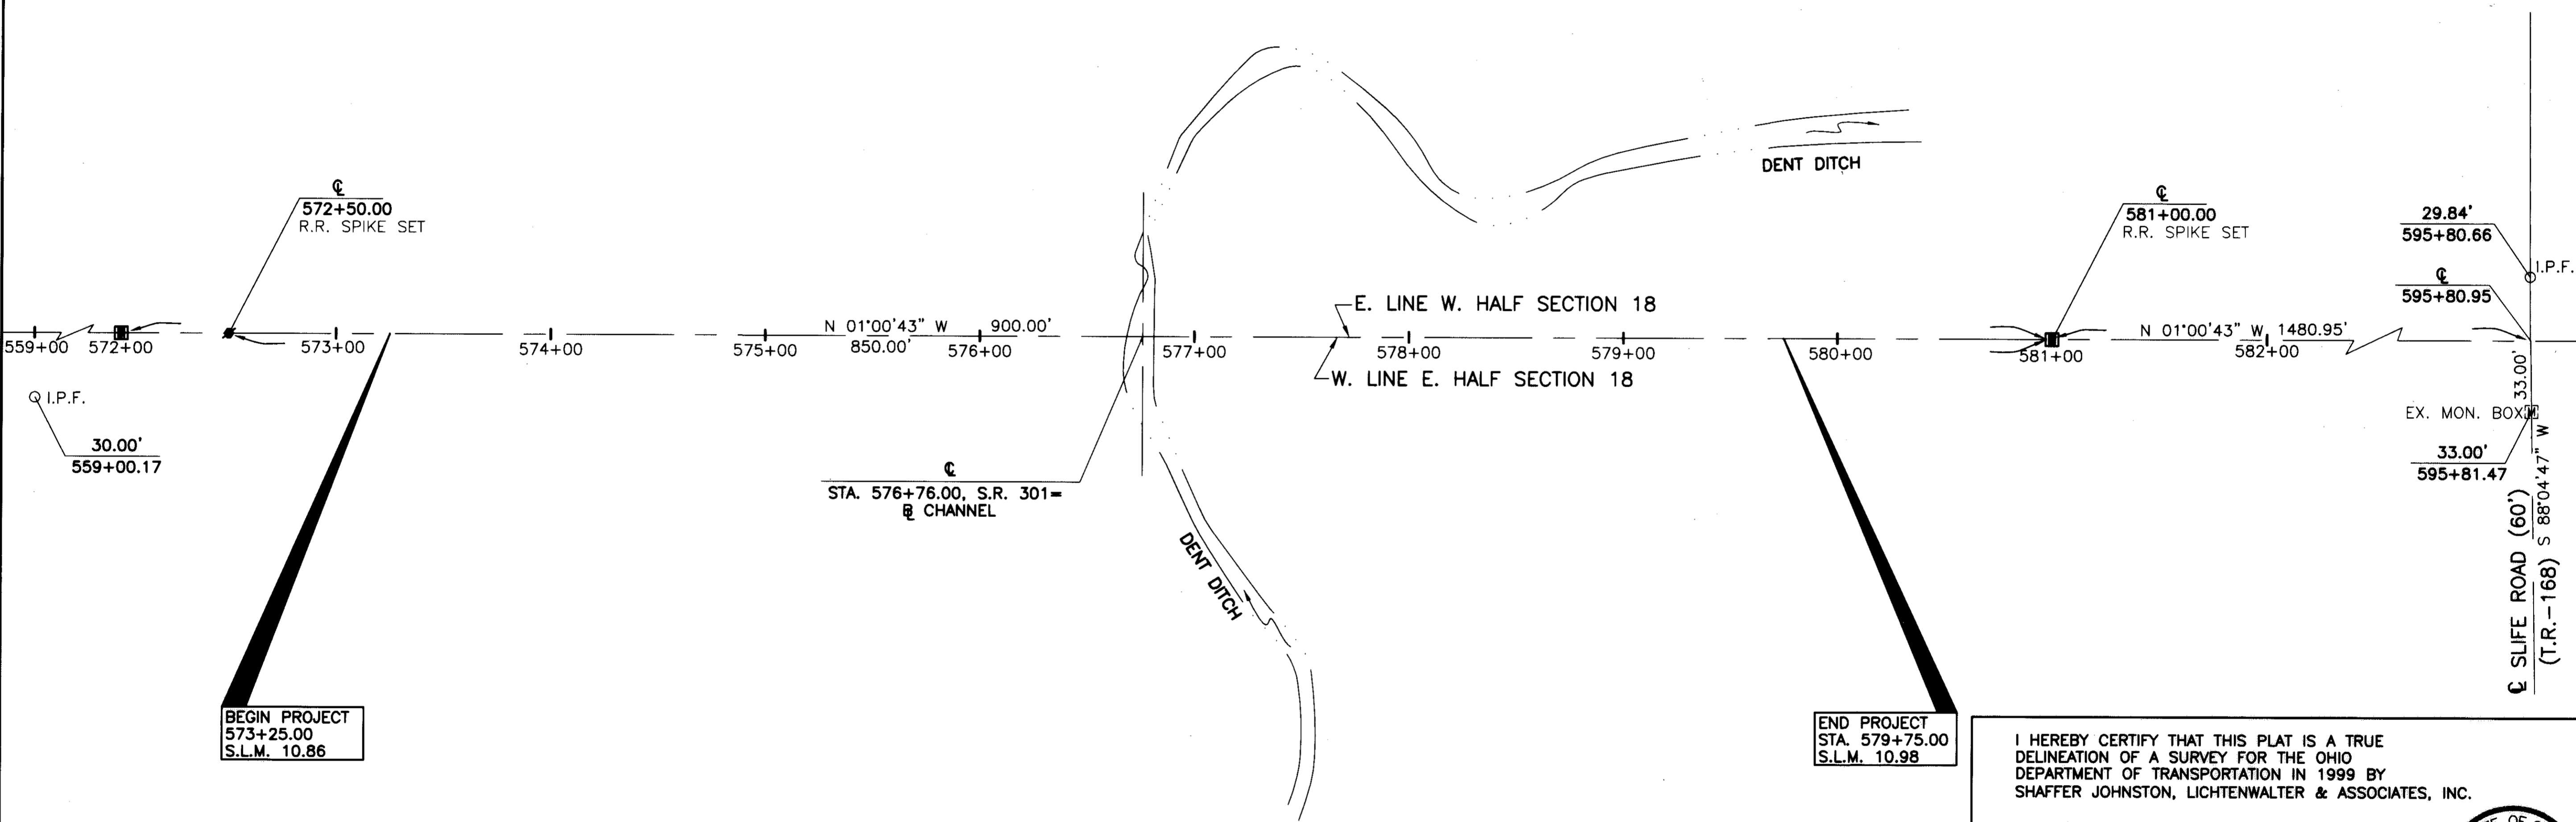 ℄
572+50.00
R.R. SPIKE SET
559+00
572+00
573+00
574+00
575+00
N 01°00'43" W 900.00'
850.00'
576+00
577+00
578+00
579+00
580+00
581+00
N 01°00'43" W 1480.95'
582+00
I.P.F.
30.00'
559+00.17
BEGIN PROJECT
573+25.00
S.L.M. 10.86
℄
STA. 576+76.00, S.R. 301=
BL CHANNEL
DENT DITCH
DENT DITCH
E. LINE W. HALF SECTION 18
W. LINE E. HALF SECTION 18
℄
581+00.00
R.R. SPIKE SET
29.84'
595+80.66
I.P.F.
℄
595+80.95
33.00'
EX. MON. BOX
M
33.00'
595+81.47
S 88°04'47" W
℄ SLIFE ROAD (60')
(T.R.-168)
END PROJECT
STA. 579+75.00
S.L.M. 10.98
I HEREBY CERTIFY THAT THIS PLAT IS A TRUE
DELINEATION OF A SURVEY FOR THE OHIO
DEPARTMENT OF TRANSPORTATION IN 1999 BY
SHAFFER JOHNSTON, LICHTENWALTER & ASSOCIATES, INC.
OF